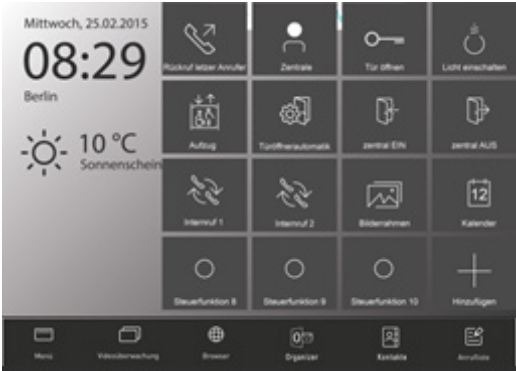 Mittwoch, 25.02.2015
08:29
Berlin
10 °C
Sonnenschein
Rückruf letzer Anrufer
Zentrale
Tür öffnen
Licht einschalten
Aufzug
Türöffnerautomatik
zentral EIN
zentral AUS
Internruf 1
Internruf 2
Bilderrahmen
12
Kalender
Steuerfunktion 8
Steuerfunktion 9
Steuerfunktion 10
Hinzufügen
Menü
Videoüberwachung
Browser
Organizer
Kontakte
Anrufliste